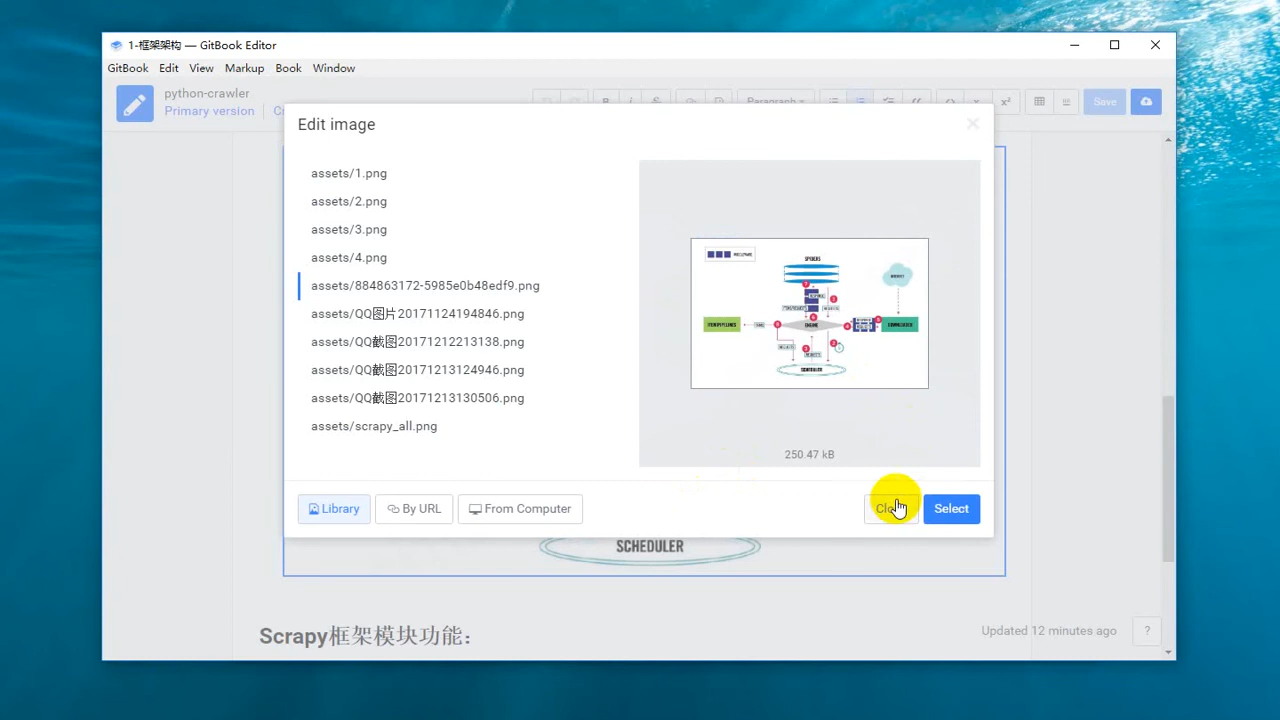 1-框架架构 — GitBook Editor
GitBook Edit View Markup Book Window
python-crawler
Primary version
Paragraph
Save
Edit image
assets/1.png
assets/2.png
assets/3.png
assets/4.png
assets/884863172-5985e0b48edf9.png
assets/QQ图片20171124194846.png
assets/QQ截图20171212213138.png
assets/QQ截图20171213124946.png
assets/QQ截图20171213130506.png
assets/scrapy_all.png
SPIDERS
ENGINE
SCHEDULER
250.47 kB
Library By URL From Computer Select
SCHEDULER
Scrapy框架模块功能：
Updated 12 minutes ago ?